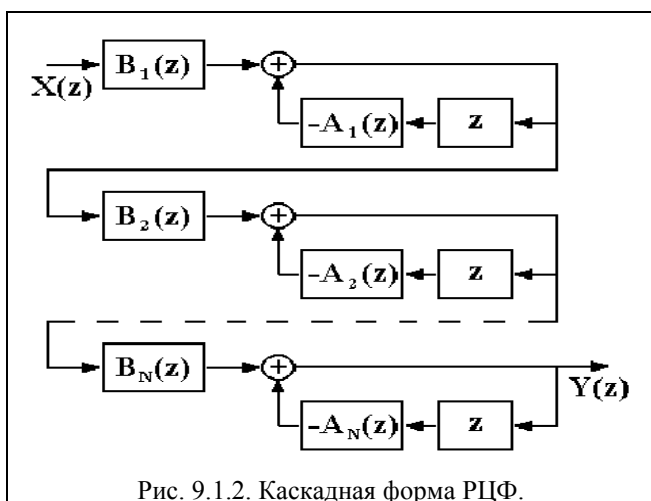 B₁(z)
+
X(z)
-A₁(z)
z
B₂(z)
+
-A₂(z)
z
B_N(z)
+
Y(z)
-A_N(z)
z
Рис. 9.1.2. Каскадная форма РЦФ.